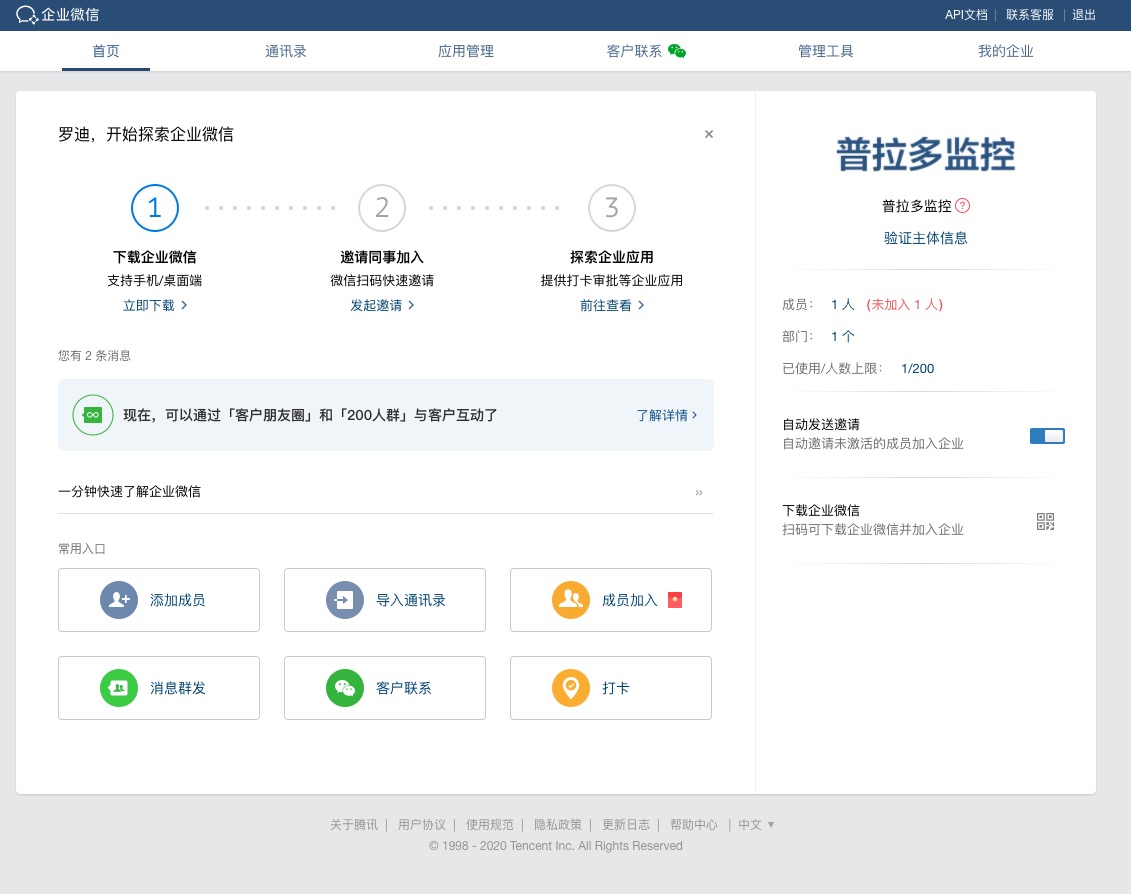 企业微信
API文档 | 联系客服 | 退出
首页 通讯录 应用管理 客户联系 管理工具 我的企业
罗迪，开始探索企业微信 ×
1 2 3
下载企业微信 邀请同事加入 探索企业应用
支持手机/桌面端 微信扫码快速邀请 提供打卡审批等企业应用
立即下载 > 发起邀请 > 前往查看 >
您有 2 条消息
现在，可以通过「客户朋友圈」和「200人群」与客户互动了 了解详情 >
一分钟快速了解企业微信 »
常用入口
添加成员 导入通讯录 成员加入
消息群发 客户联系 打卡
普拉多监控
普拉多监控 ?
验证主体信息
成员： 1 人 (未加入 1 人)
部门： 1 个
已使用/人数上限： 1/200
自动发送邀请
自动邀请未激活的成员加入企业
下载企业微信
扫码可下载企业微信并加入企业
关于腾讯 | 用户协议 | 使用规范 | 隐私政策 | 更新日志 | 帮助中心 | 中文 ▼
© 1998 - 2020 Tencent Inc. All Rights Reserved